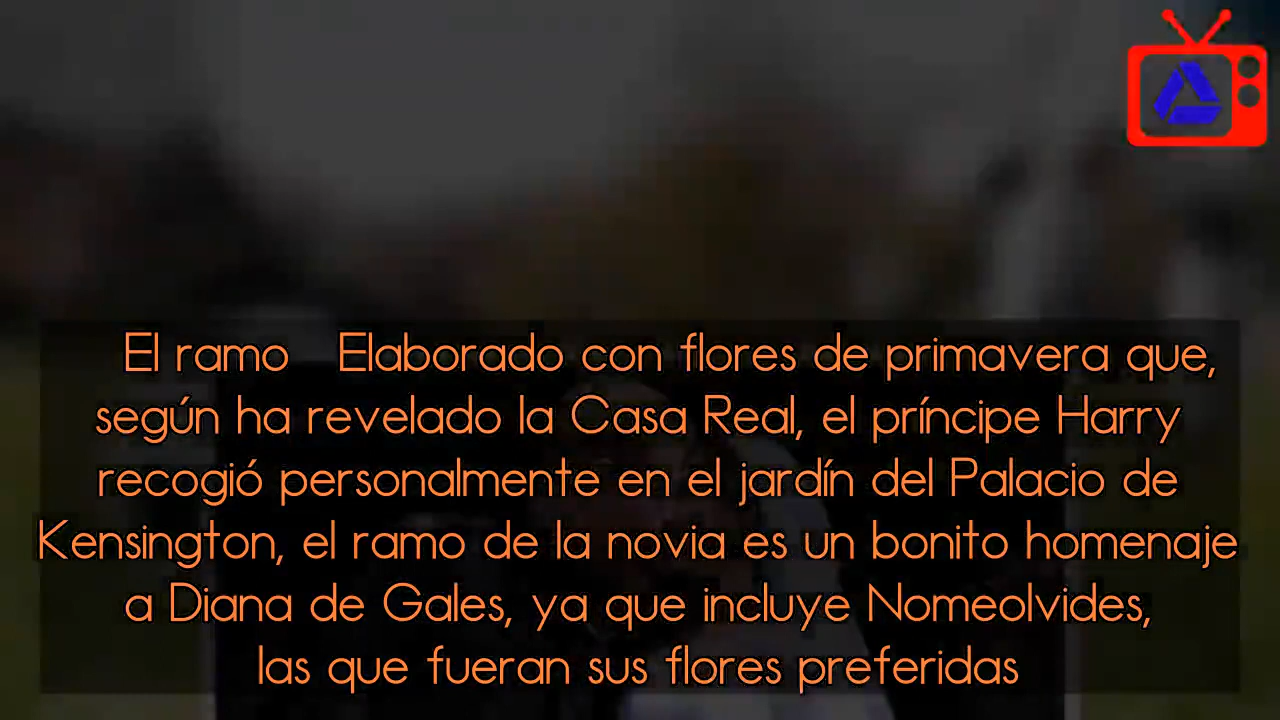 El ramo Elaborado con flores de primavera que,
según ha revelado la Casa Real, el príncipe Harry
recogió personalmente en el jardín del Palacio de
Kensington, el ramo de la novia es un bonito homenaje
a Diana de Gales, ya que incluye Nomeolvides,
las que fueran sus flores preferidas